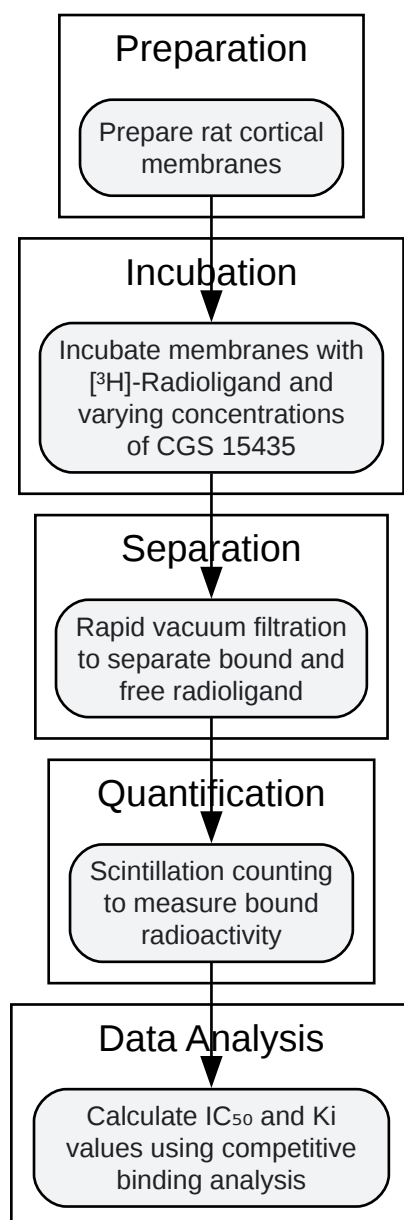 Preparation
Prepare rat cortical
membranes
Incubation
Incubate membranes with
[³H]-Radioligand and
varying concentrations
of CGS 15435
Separation
Rapid vacuum filtration
to separate bound and
free radioligand
Quantification
Scintillation counting
to measure bound
radioactivity
Data Analysis
Calculate IC₅₀ and Ki
values using competitive
binding analysis